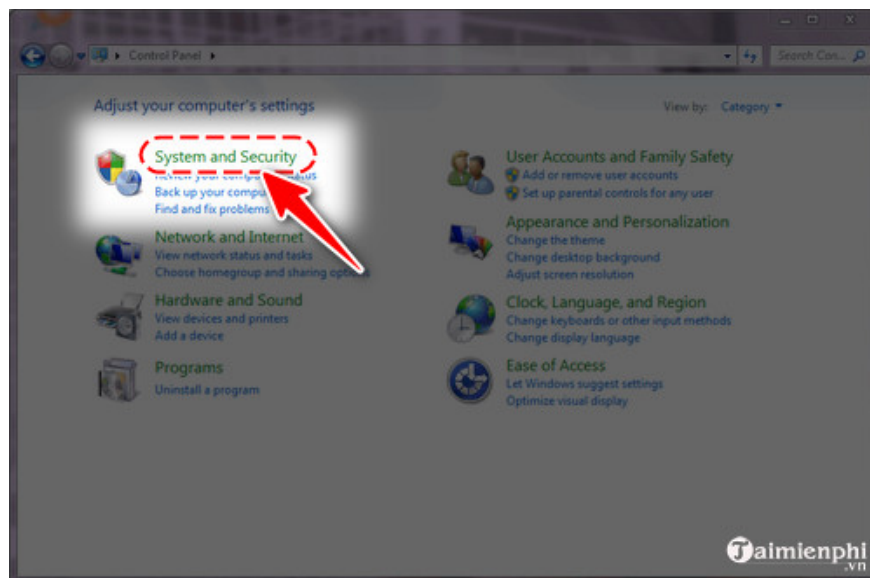 Control Panel
Search Con...
Adjust your computer's settings
View by: Category
System and Security
Review your computer's status
Back up your compu
Find and fix problems
Network and Internet
View network status and tasks
Choose homegroup and sharing options
Hardware and Sound
View devices and printers
Add a device
Programs
Uninstall a program
User Accounts and Family Safety
Add or remove user accounts
Set up parental controls for any user
Appearance and Personalization
Change the theme
Change desktop background
Adjust screen resolution
Clock, Language, and Region
Change keyboards or other input methods
Change display language
Ease of Access
Let Windows suggest settings
Optimize visual display
Taimienphi
.vn